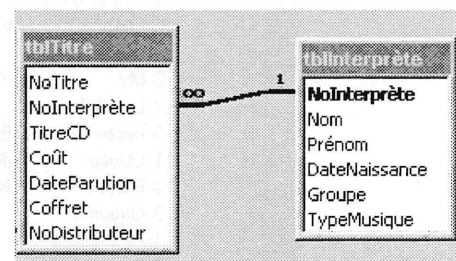 tblTitre
NoTitre
NoInterprète
TitreCD
Coût
DateParution
Coffret
NoDistributeur
∞
1
tblInterprète
NoInterprète
Nom
Prénom
DateNaissance
Groupe
TypeMusique